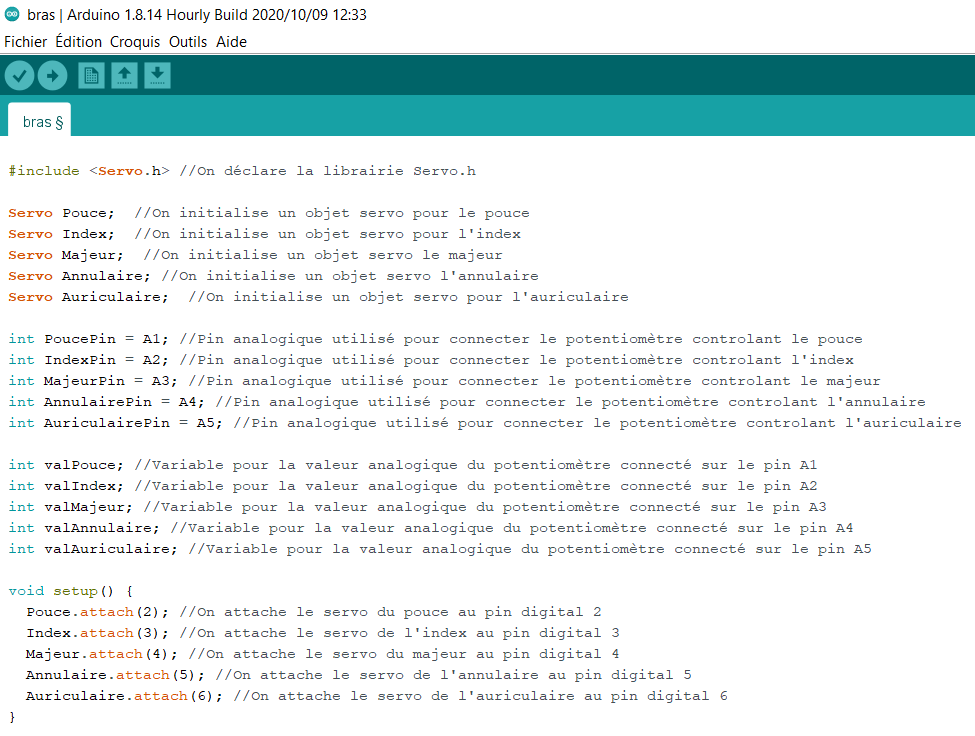 bras | Arduino 1.8.14 Hourly Build 2020/10/09 12:33
Fichier Édition Croquis Outils Aide
bras §
#include <Servo.h> //On déclare la librairie Servo.h
Servo Pouce;  //On initialise un objet servo pour le pouce
Servo Index;  //On initialise un objet servo pour l'index
Servo Majeur;  //On initialise un objet servo le majeur
Servo Annulaire; //On initialise un objet servo l'annulaire
Servo Auriculaire;  //On initialise un objet servo pour l'auriculaire
int PoucePin = A1; //Pin analogique utilisé pour connecter le potentiomètre controlant le pouce
int IndexPin = A2; //Pin analogique utilisé pour connecter le potentiomètre controlant l'index
int MajeurPin = A3; //Pin analogique utilisé pour connecter le potentiomètre controlant le majeur
int AnnulairePin = A4; //Pin analogique utilisé pour connecter le potentiomètre controlant l'annulaire
int AuriculairePin = A5; //Pin analogique utilisé pour connecter le potentiomètre controlant l'auriculaire
int valPouce; //Variable pour la valeur analogique du potentiomètre connecté sur le pin A1
int valIndex; //Variable pour la valeur analogique du potentiomètre connecté sur le pin A2
int valMajeur; //Variable pour la valeur analogique du potentiomètre connecté sur le pin A3
int valAnnulaire; //Variable pour la valeur analogique du potentiomètre connecté sur le pin A4
int valAuriculaire; //Variable pour la valeur analogique du potentiomètre connecté sur le pin A5
void setup() {
  Pouce.attach(2); //On attache le servo du pouce au pin digital 2
  Index.attach(3); //On attache le servo de l'index au pin digital 3
  Majeur.attach(4); //On attache le servo du majeur au pin digital 4
  Annulaire.attach(5); //On attache le servo de l'annulaire au pin digital 5
  Auriculaire.attach(6); //On attache le servo de l'auriculaire au pin digital 6
}